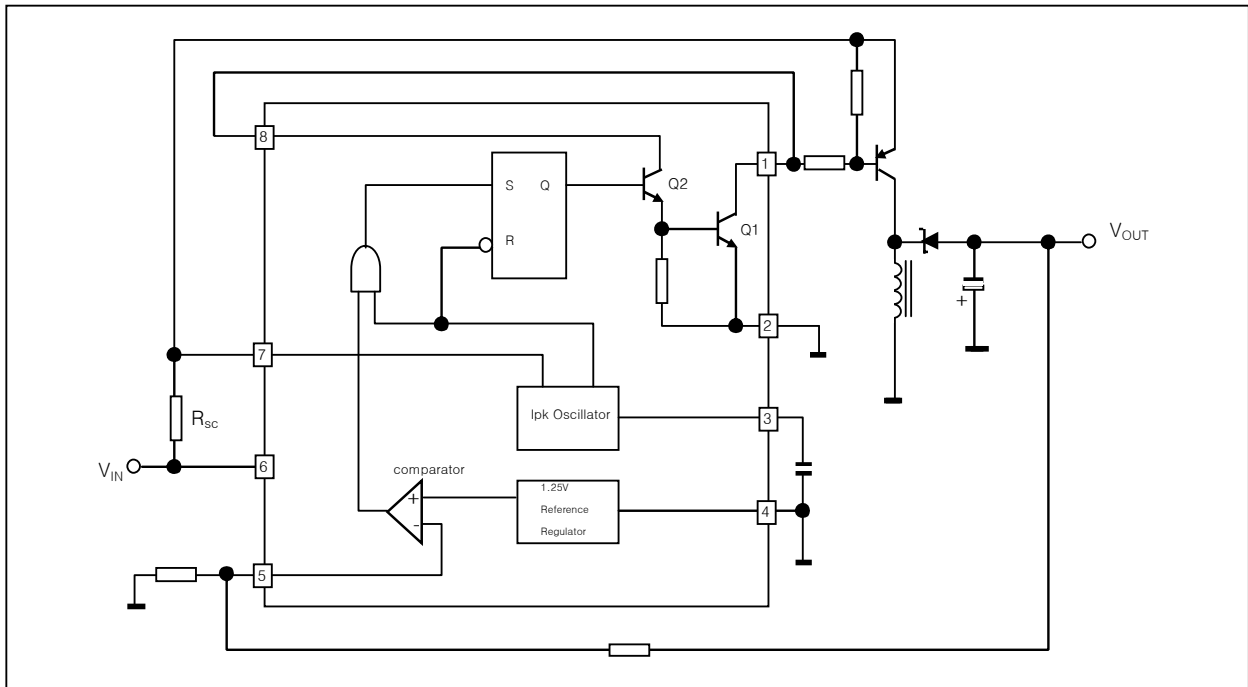 8
1
S Q
Q2
R
Q1
VOUT
+
2
7
Ipk Oscillator
3
RSC
VIN
6
comparator
+
-
1.25V
Reference
Regulator
4
5